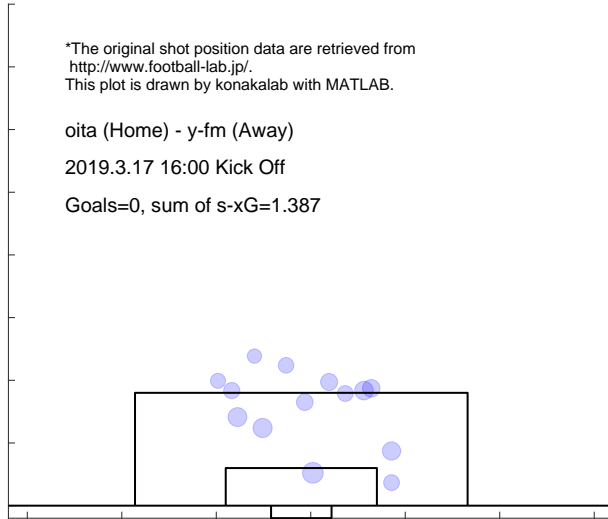 *The original shot position data are retrieved from
http://www.football-lab.jp/.
This plot is drawn by konakalab with MATLAB.
oita (Home) - y-fm (Away)
2019.3.17 16:00 Kick Off
Goals=0, sum of s-xG=1.387